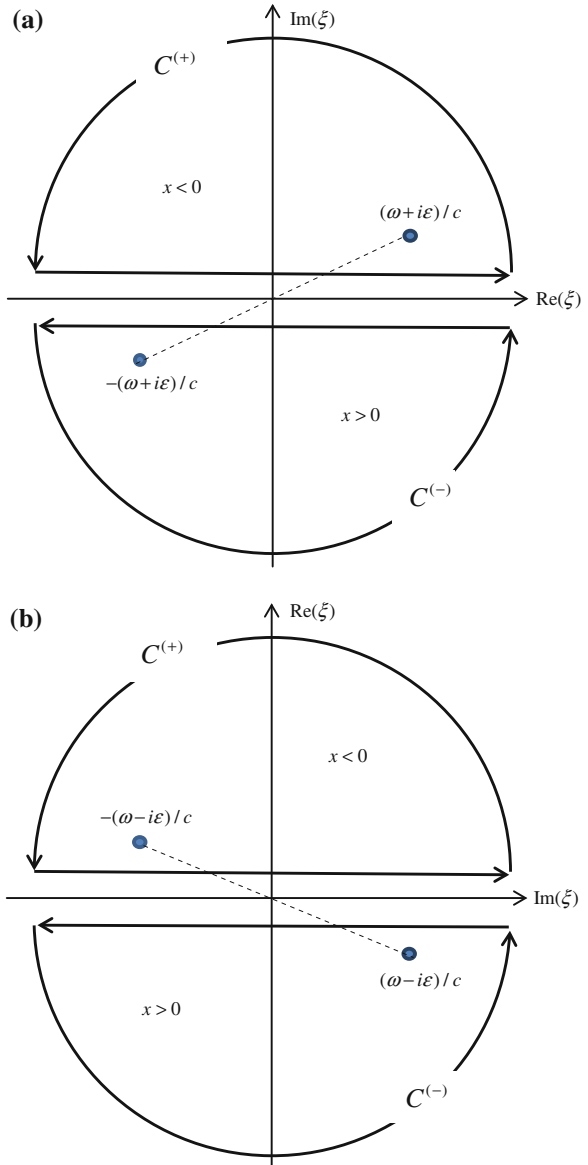 (a)
Im(ξ)
C⁽⁺⁾
x < 0
(ω+iε)/c
Re(ξ)
−(ω+iε)/c
x > 0
C⁽⁻⁾
(b)
Re(ξ)
C⁽⁺⁾
x < 0
−(ω−iε)/c
Im(ξ)
(ω−iε)/c
x > 0
C⁽⁻⁾